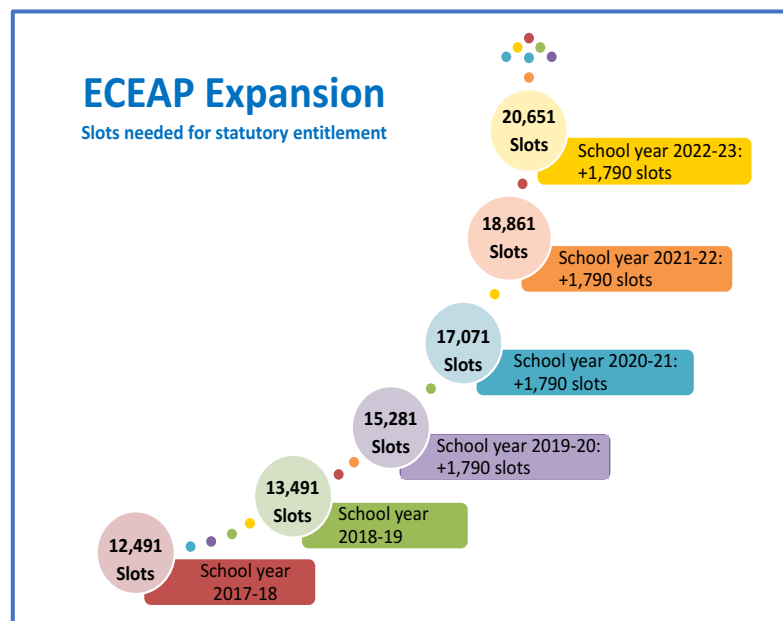 ECEAP Expansion
Slots needed for statutory entitlement
20,651
Slots
School year 2022-23:
+1,790 slots
18,861
Slots
School year 2021-22:
+1,790 slots
17,071
Slots
School year 2020-21:
+1,790 slots
15,281
Slots
School year 2019-20:
+1,790 slots
13,491
Slots
School year
2018-19
12,491
Slots
School year
2017-18